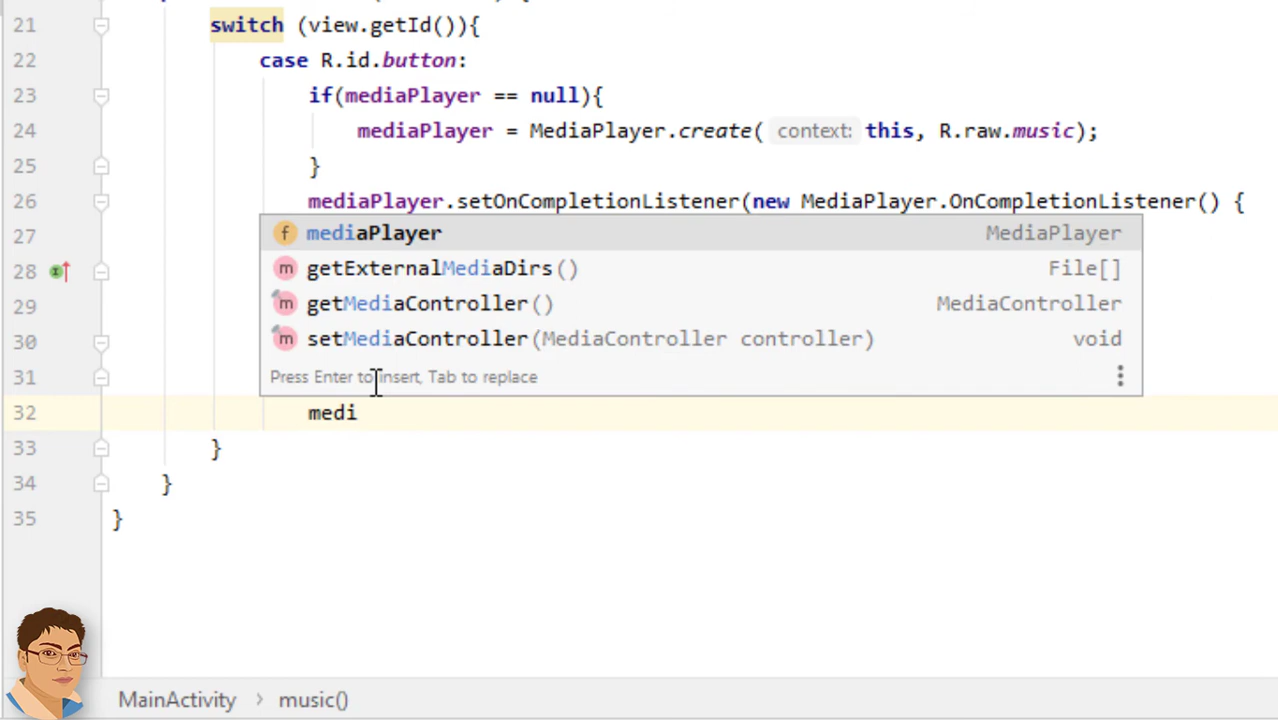 21 switch (view.getId()){
22 case R.id.button:
23 if(mediaPlayer == null){
24 mediaPlayer = MediaPlayer.create( context: this, R.raw.music);
25 }
26 mediaPlayer.setOnCompletionListener(new MediaPlayer.OnCompletionListener() {
27 f mediaPlayer MediaPlayer
28 m getExternalMediaDirs() File[]
29 m getMediaController() MediaController
30 m setMediaController(MediaController controller) void
31 Press Enter to insert, Tab to replace
32 medi
33 }
34 }
35 }
MainActivity > music()